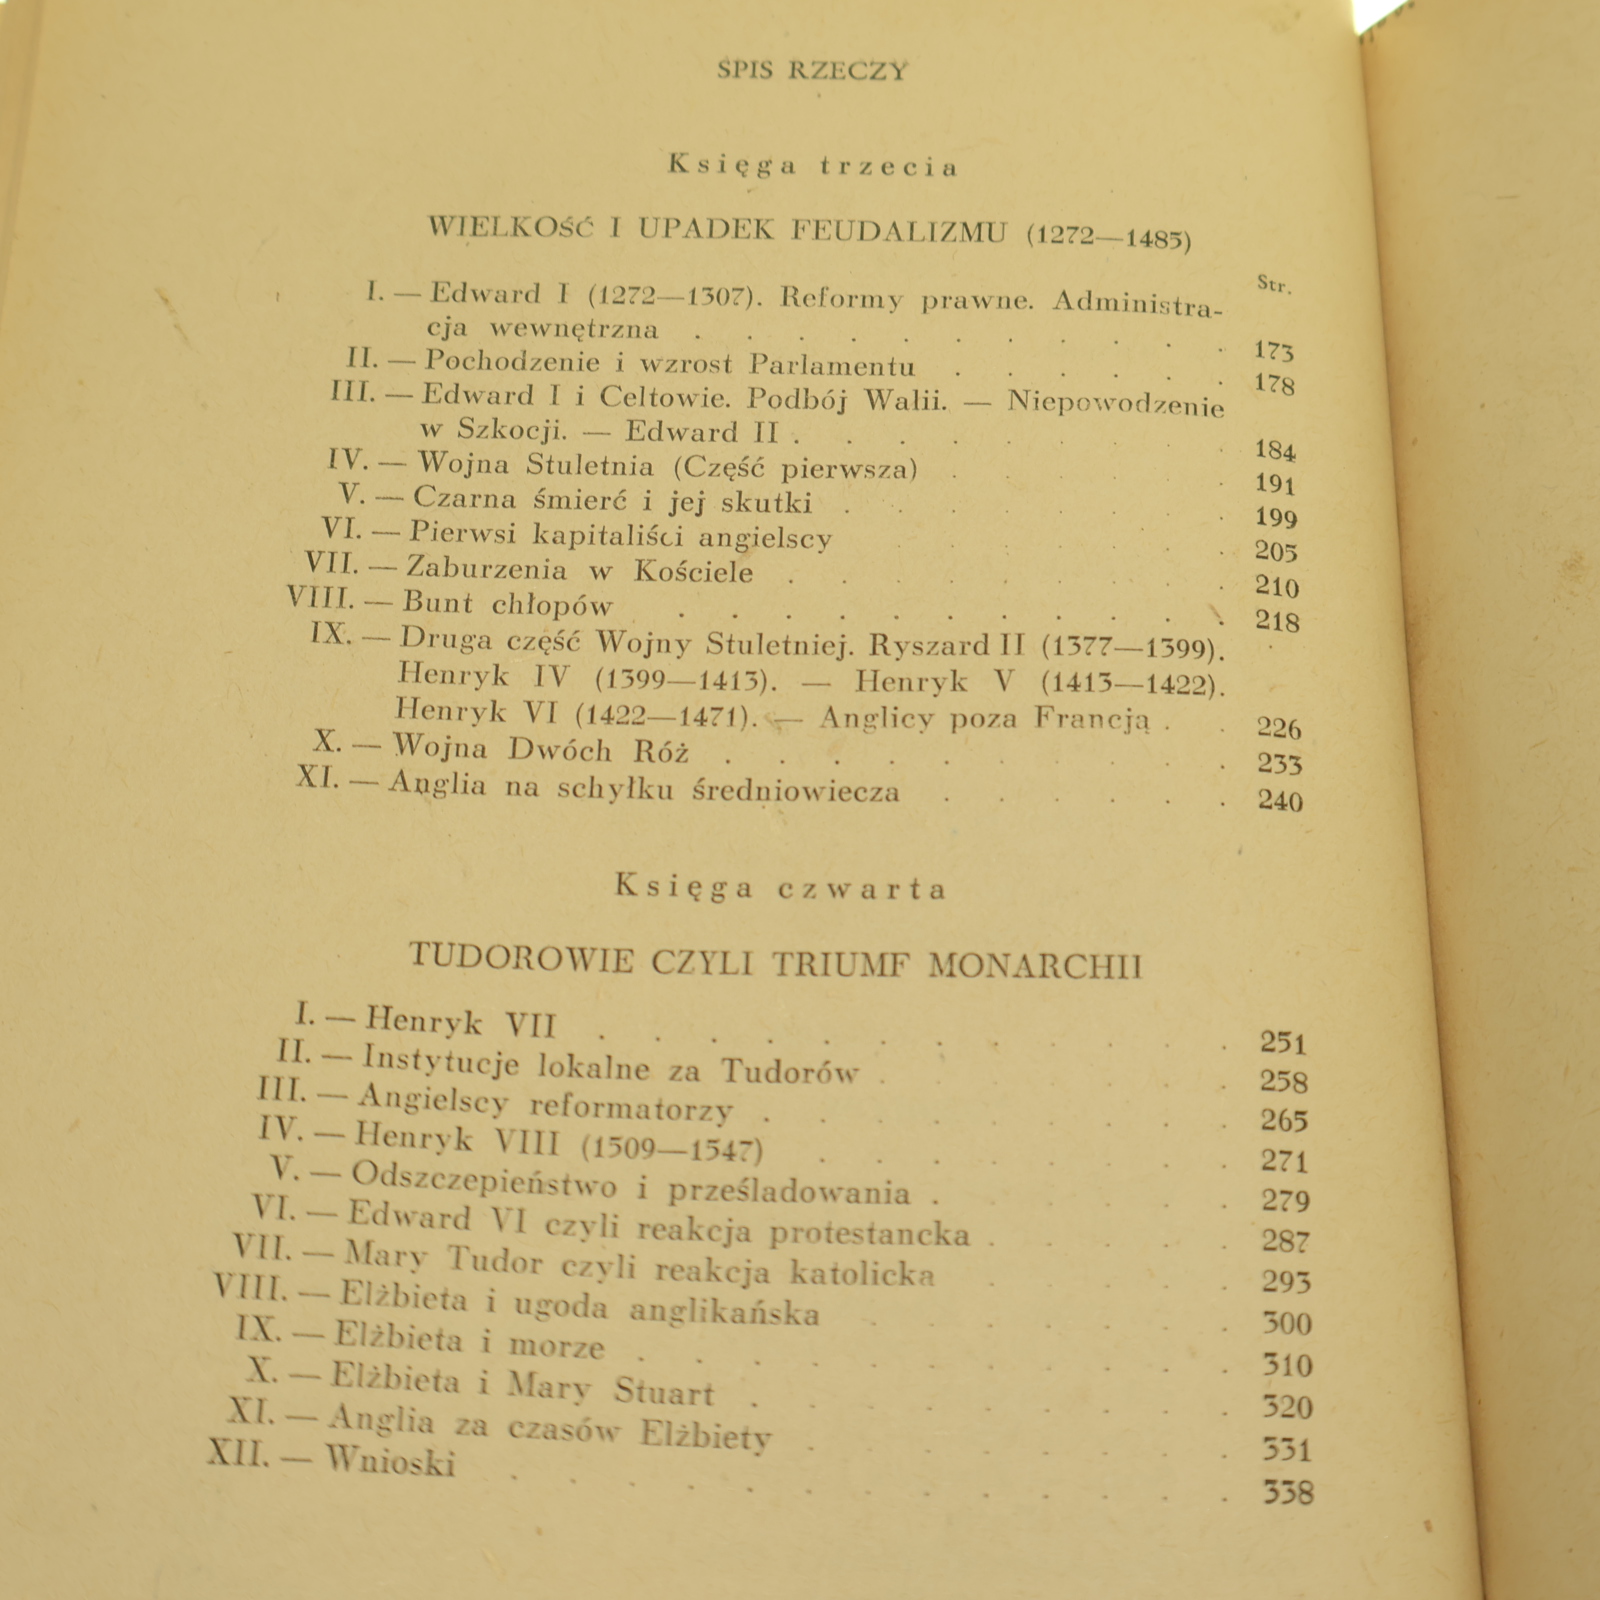 SPIS RZECZY
Księga trzecia
WIELKOŚĆ I UPADEK FEUDALIZMU (1272—1485)
Str.
I. — Edward I (1272—1307). Reformy prawne. Administra-
cja wewnętrzna . . . . . . . . . . 173
II. — Pochodzenie i wzrost Parlamentu . . . . . . 178
III. — Edward I i Celtowie. Podbój Walii. — Niepowodzenie
w Szkocji. — Edward II . . . . . . . . . 184
IV. — Wojna Stuletnia (Część pierwsza) . . . . . . 191
V. — Czarna śmierć i jej skutki . . . . . . . . 199
VI. — Pierwsi kapitaliści angielscy . . . . . . . 205
VII. — Zaburzenia w Kościele . . . . . . . . . 210
VIII. — Bunt chłopów . . . . . . . . . . . 218
IX. — Druga część Wojny Stuletniej. Ryszard II (1377—1399).
Henryk IV (1399—1413). — Henryk V (1413—1422).
Henryk VI (1422—1471). — Anglicy poza Francją . . 226
X. — Wojna Dwóch Róż . . . . . . . . . . 233
XI. — Anglia na schyłku średniowiecza . . . . . . 240
Księga czwarta
TUDOROWIE CZYLI TRIUMF MONARCHII
I. — Henryk VII . . . . . . . . . . . . 251
II. — Instytucje lokalne za Tudorów . . . . . . . 258
III. — Angielscy reformatorzy . . . . . . . . . 265
IV. — Henryk VIII (1509—1547) . . . . . . . . 271
V. — Odszczepieństwo i prześladowania . . . . . . 279
VI. — Edward VI czyli reakcja protestancka . . . . . 287
VII. — Mary Tudor czyli reakcja katolicka . . . . . 293
VIII. — Elżbieta i ugoda anglikańska . . . . . . . 300
IX. — Elżbieta i morze . . . . . . . . . . . 310
X. — Elżbieta i Mary Stuart . . . . . . . . . 320
XI. — Anglia za czasów Elżbiety . . . . . . . . 331
XII. — Wnioski . . . . . . . . . . . . . 338